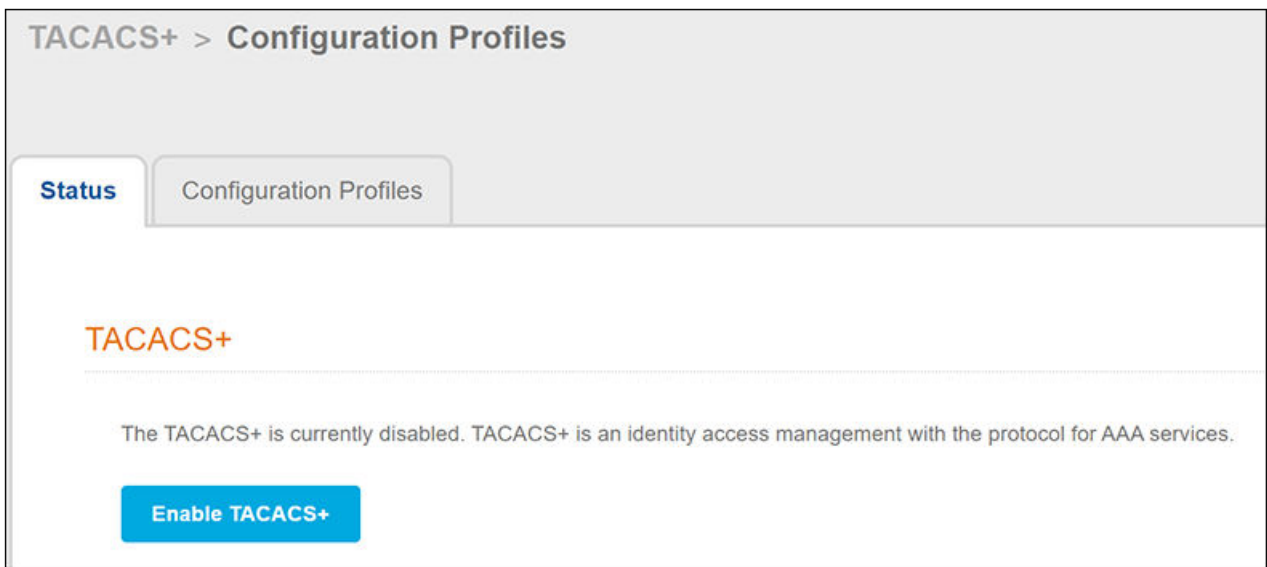 TACACS+ > Configuration Profiles
Status
Configuration Profiles
TACACS+
The TACACS+ is currently disabled. TACACS+ is an identity access management with the protocol for AAA services.
Enable TACACS+